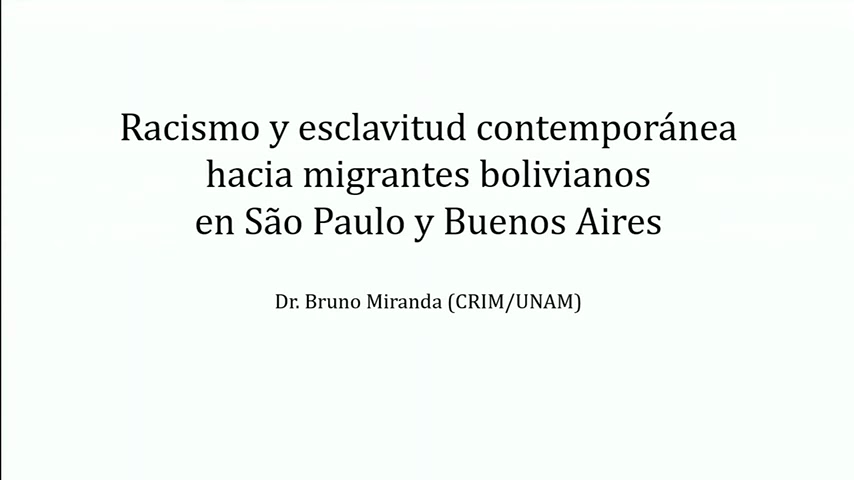 Racismo y esclavitud contemporánea
hacia migrantes bolivianos
en São Paulo y Buenos Aires
Dr. Bruno Miranda (CRIM/UNAM)